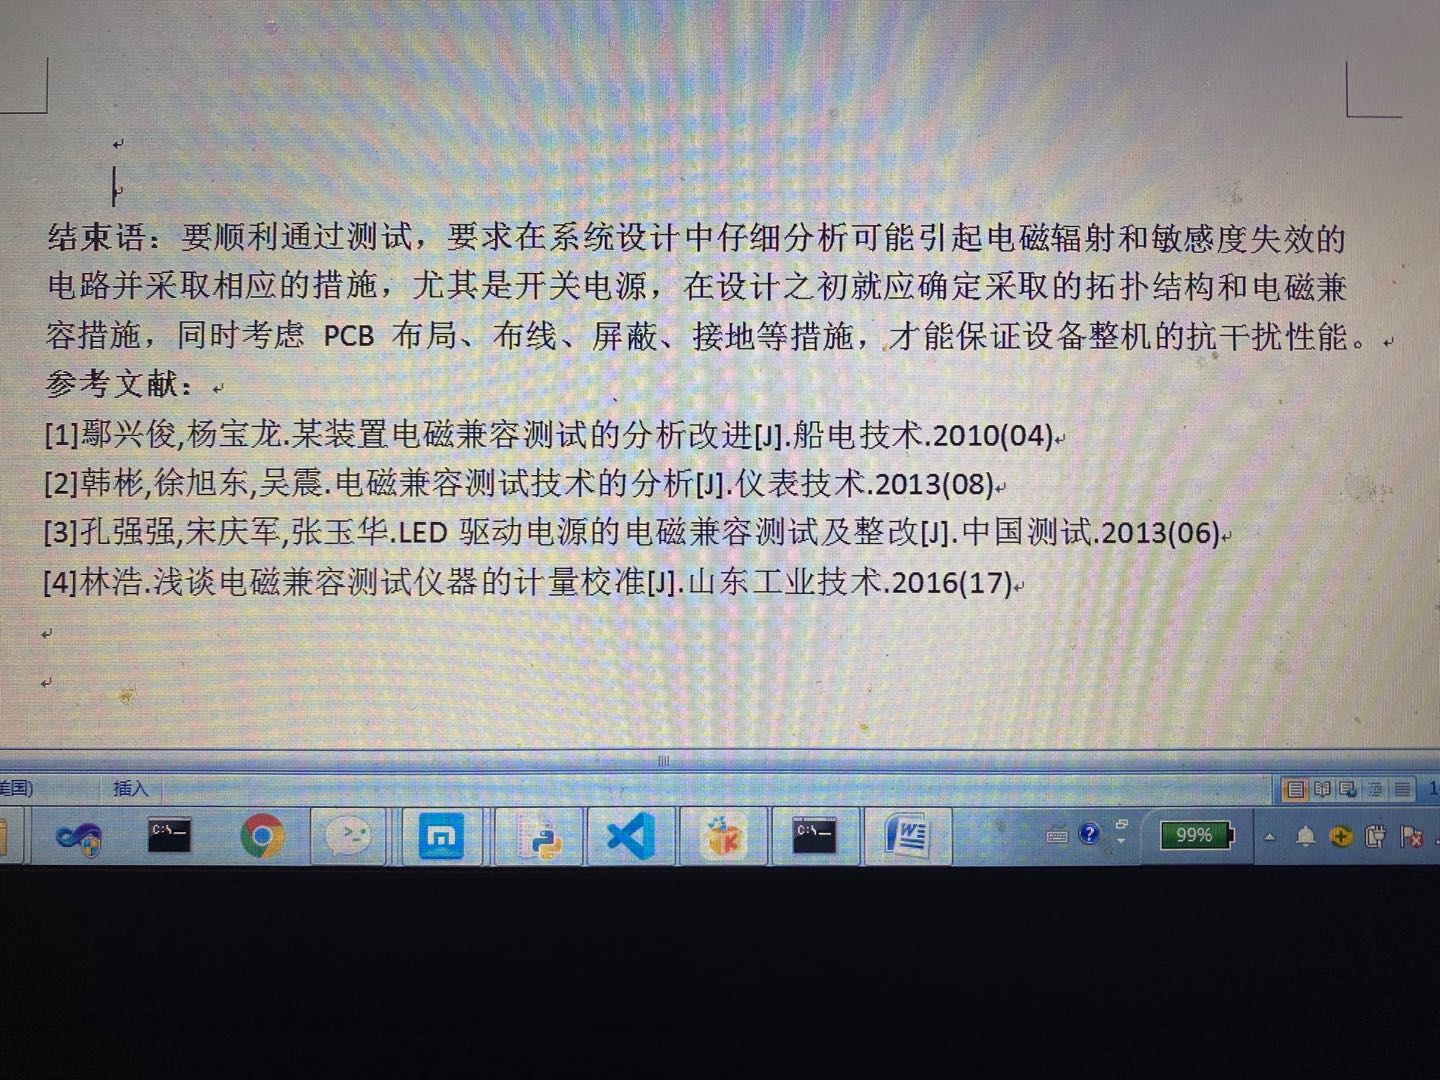 结束语：要顺利通过测试，要求在系统设计中仔细分析可能引起电磁辐射和敏感度失效的
电路并采取相应的措施，尤其是开关电源，在设计之初就应确定采取的拓扑结构和电磁兼
容措施，同时考虑 PCB 布局、布线、屏蔽、接地等措施，才能保证设备整机的抗干扰性能。
参考文献：
[1]鄢兴俊,杨宝龙.某装置电磁兼容测试的分析改进[J].船电技术.2010(04)
[2]韩彬,徐旭东,吴震.电磁兼容测试技术的分析[J].仪表技术.2013(08)
[3]孔强强,宋庆军,张玉华.LED 驱动电源的电磁兼容测试及整改[J].中国测试.2013(06)
[4]林浩.浅谈电磁兼容测试仪器的计量校准[J].山东工业技术.2016(17)
美国) 插入
C:\ C:\ 99%